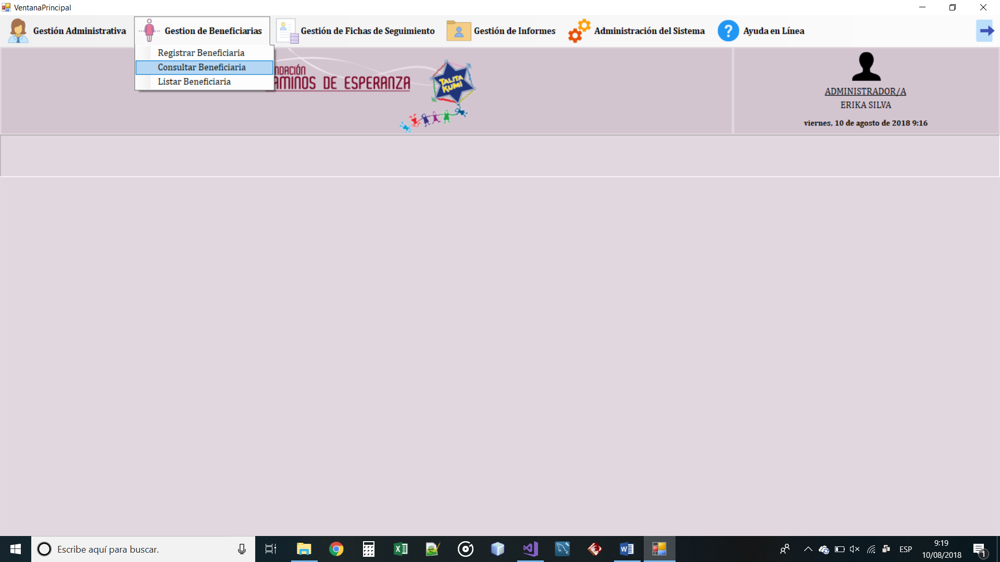 VentanaPrincipal
Gestión Administrativa
Gestion de Beneficiarias
Gestión de Fichas de Seguimiento
Gestión de Informes
Administración del Sistema
? Ayuda en Línea
Registrar Beneficiaria
Consultar Beneficiaria
Listar Beneficiaria
DE ESPERANZA
TALITA
KUMI
ADMINISTRADOR/A
ERIKA SILVA
viernes, 10 de agosto de 2018 9:16
Escribe aquí para buscar.
ESP
9:19
10/08/2018
1